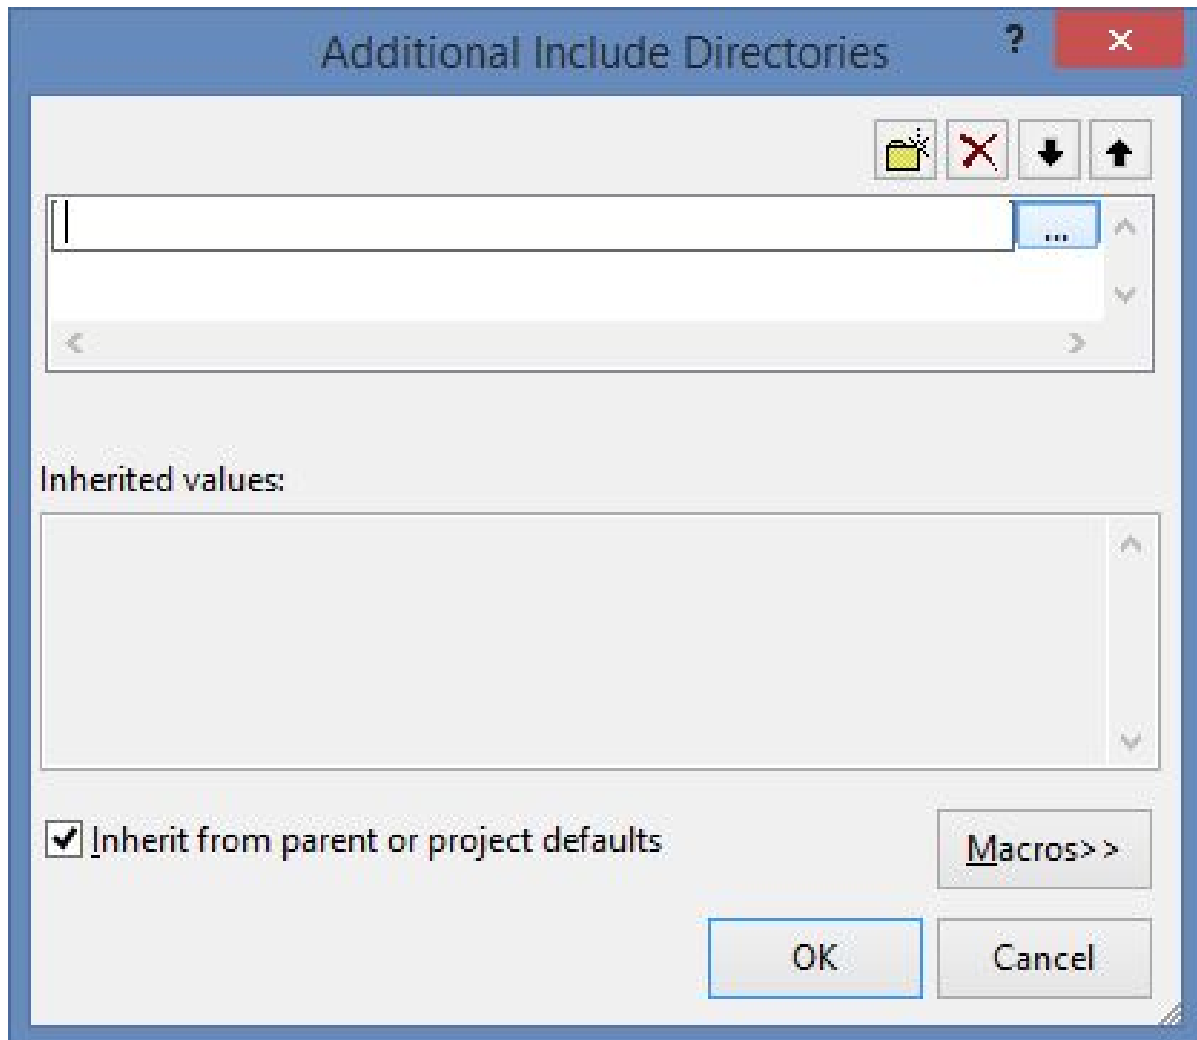 Additional Include Directories
?
...
Inherited values:
Inherit from parent or project defaults
Macros>>
OK
Cancel